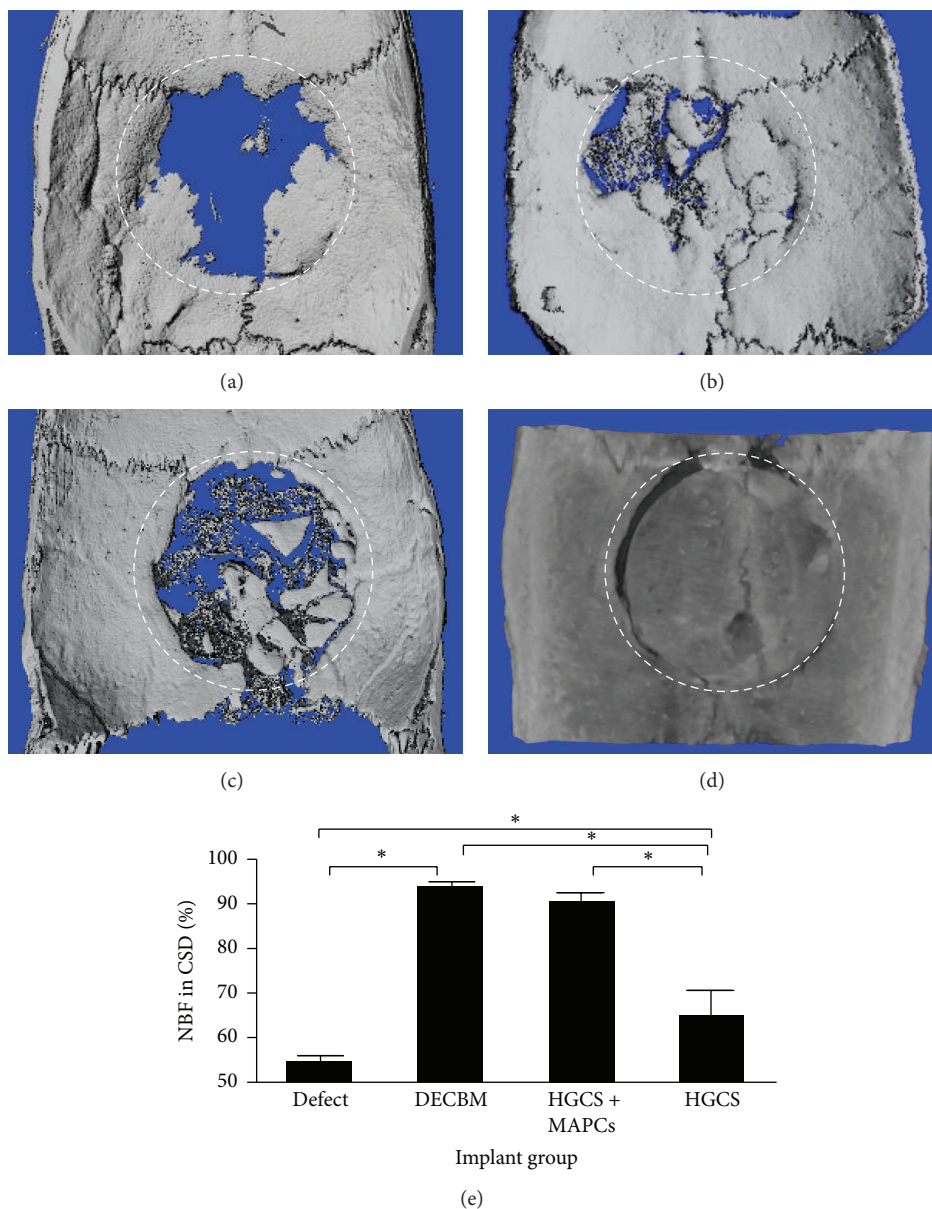 (a)
(b)
(c)
(d)
*
*
*
*
100
90
80
70
60
50
NBF in CSD (%)
Defect
DECBM
HGCS +
MAPCs
HGCS
Implant group
(e)